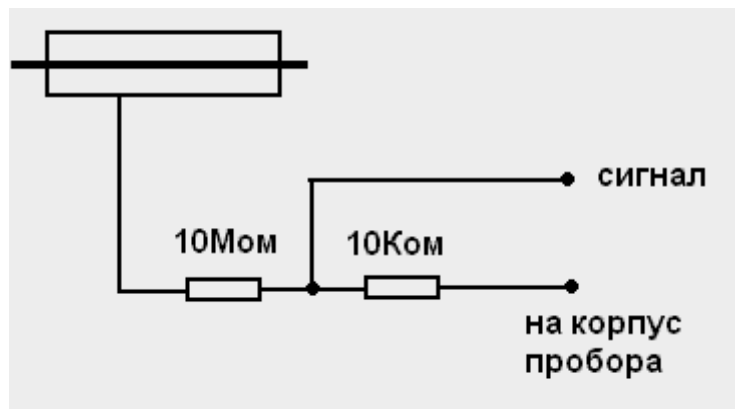 сигнал
10Мом 10Ком
на корпус
пробора